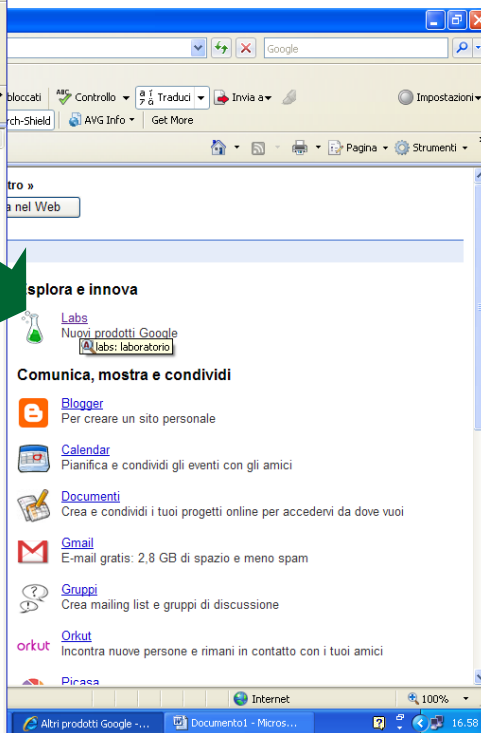 Google
bloccati ABC Controllo Traduci Invia a Impostazioni
rch-Shield AVG Info Get More
Pagina Strumenti
tro »
a nel Web
splora e innova
Labs
Nuovi prodotti Google
labs: laboratorio
Comunica, mostra e condividi
Blogger
Per creare un sito personale
Calendar
Pianifica e condividi gli eventi con gli amici
Documenti
Crea e condividi i tuoi progetti online per accedervi da dove vuoi
Gmail
E-mail gratis: 2,8 GB di spazio e meno spam
Gruppi
Crea mailing list e gruppi di discussione
orkut Orkut
Incontra nuove persone e rimani in contatto con i tuoi amici
Picasa
Internet 100%
Altri prodotti Google -... Documento1 - Micros... 16.58